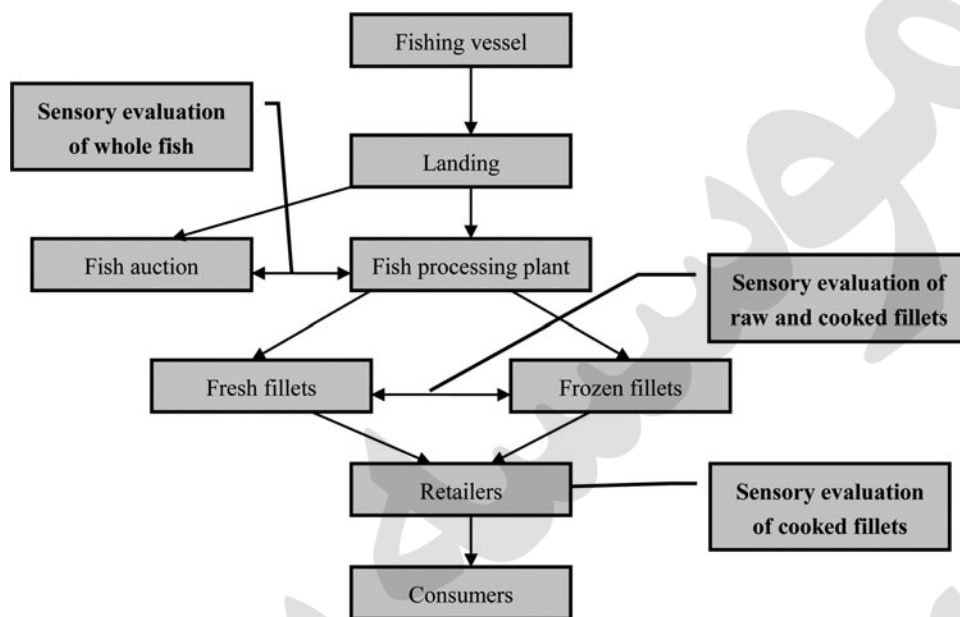 Fishing vessel
Sensory evaluation
of whole fish
Landing
Fish auction
Fish processing plant
Sensory evaluation of
raw and cooked fillets
Fresh fillets
Frozen fillets
Retailers
Sensory evaluation
of cooked fillets
Consumers